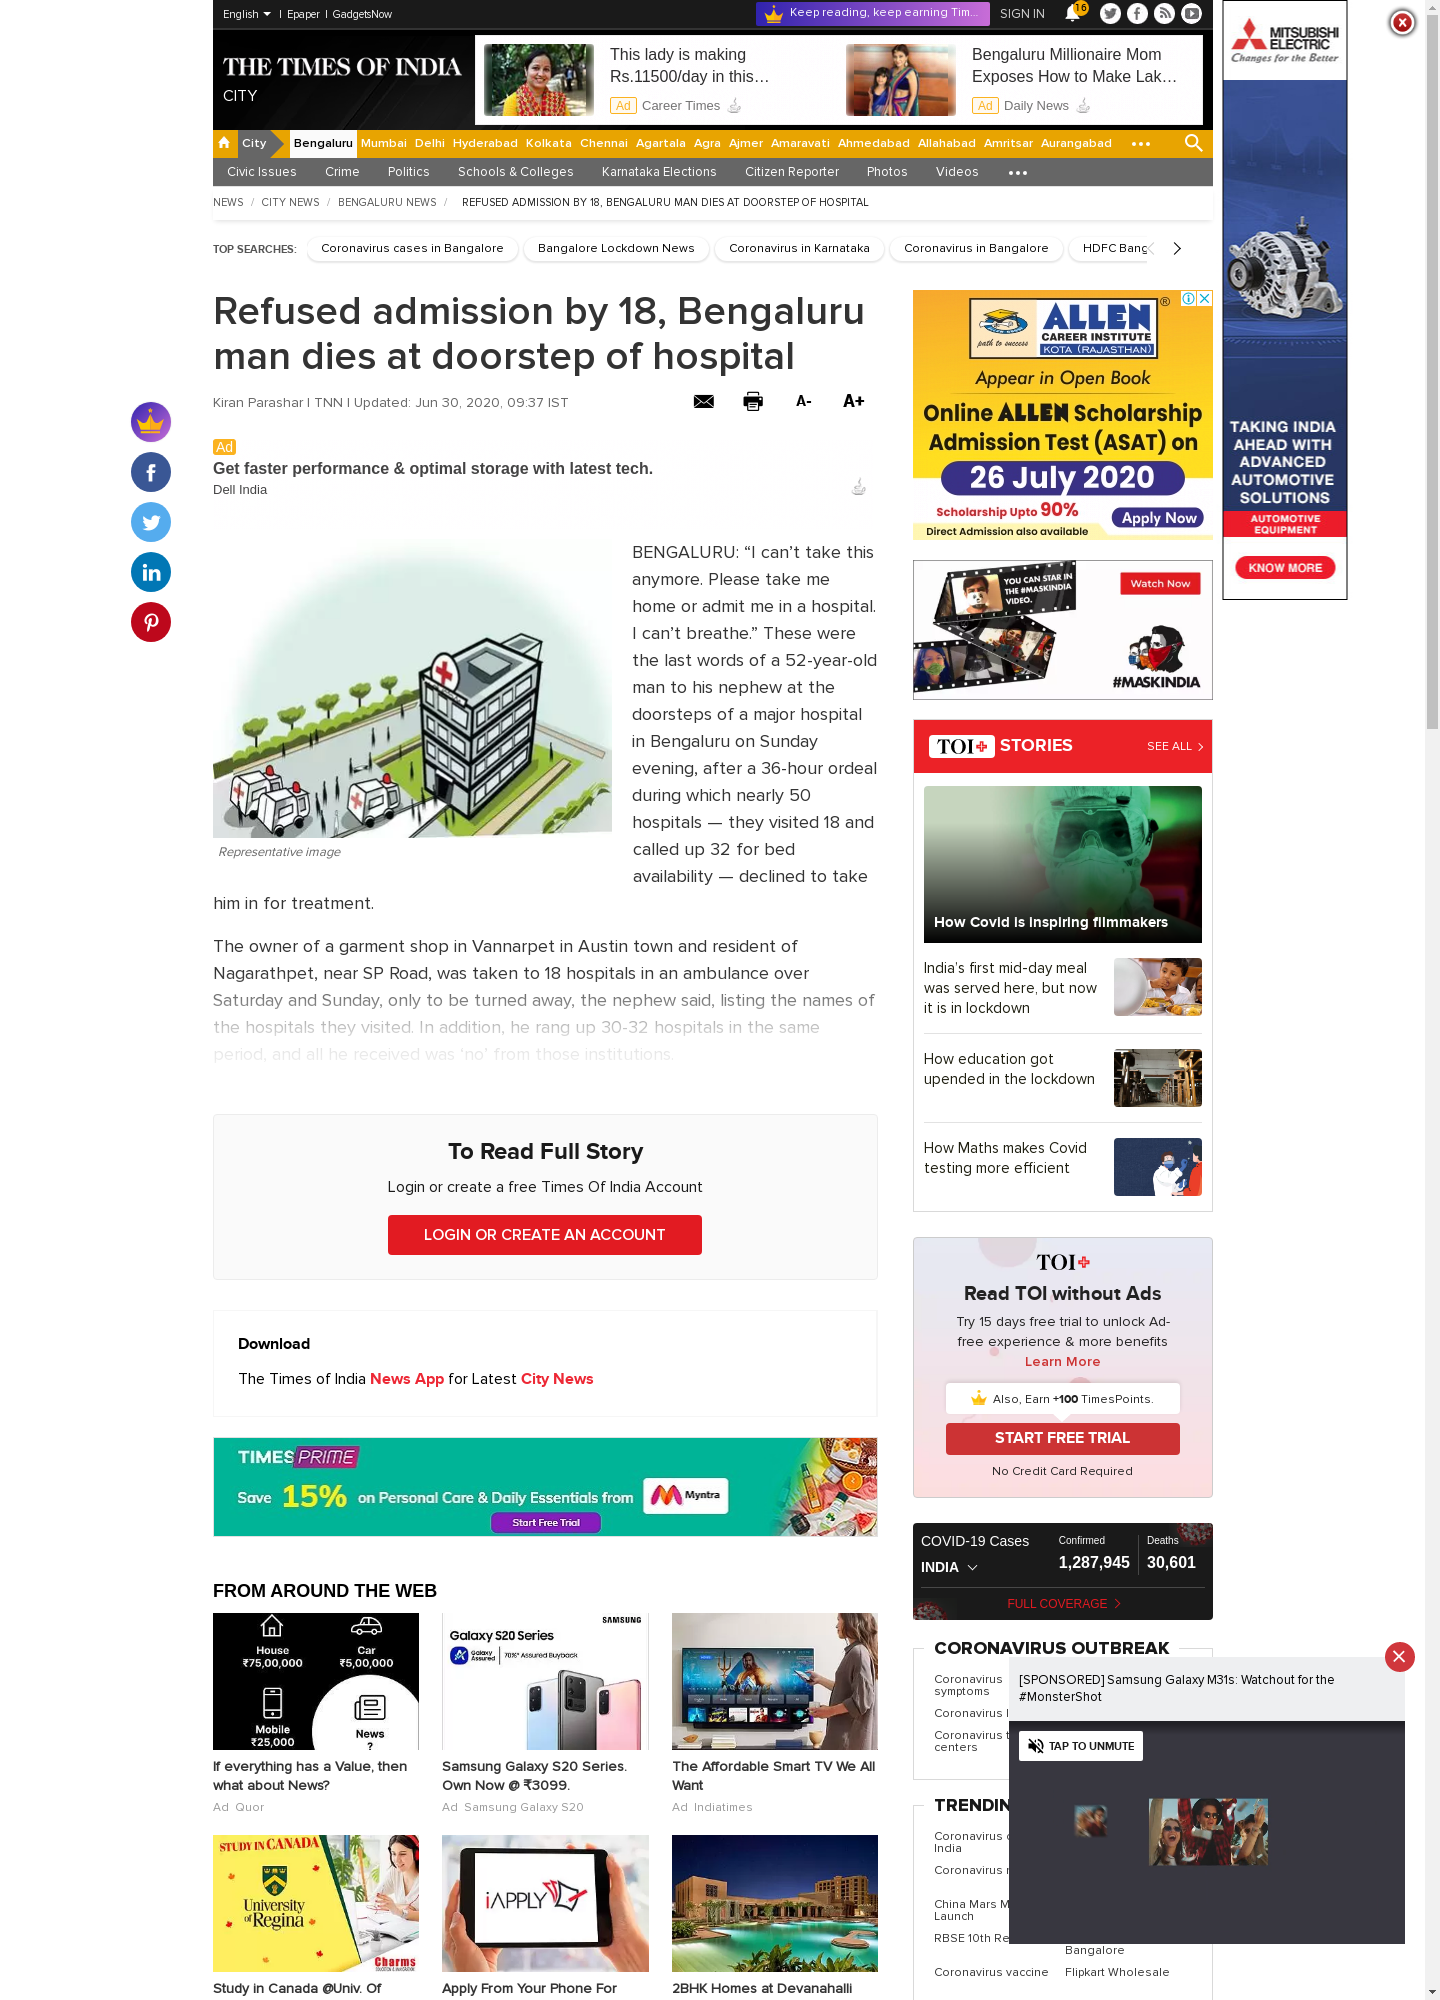 English | Epaper | GadgetsNow
Keep reading, keep earning Tim...
SIGN IN
16
THE TIMES OF INDIA
CITY
This lady is making
Rs.11500/day in this…
Ad Career Times
Bengaluru Millionaire Mom
Exposes How to Make Lak…
Ad Daily News
City Bengaluru Mumbai Delhi Hyderabad Kolkata Chennai Agartala Agra Ajmer Amaravati Ahmedabad Allahabad Amritsar Aurangabad
Civic Issues Crime Politics Schools & Colleges Karnataka Elections Citizen Reporter Photos Videos
NEWS / CITY NEWS / BENGALURU NEWS / REFUSED ADMISSION BY 18, BENGALURU MAN DIES AT DOORSTEP OF HOSPITAL
TOP SEARCHES: Coronavirus cases in Bangalore Bangalore Lockdown News Coronavirus in Karnataka Coronavirus in Bangalore HDFC Bang
Refused admission by 18, Bengaluru
man dies at doorstep of hospital
Kiran Parashar | TNN | Updated: Jun 30, 2020, 09:37 IST
A- A+
Ad
Get faster performance & optimal storage with latest tech.
Dell India
BENGALURU: “I can’t take this
anymore. Please take me
home or admit me in a hospital.
I can’t breathe.” These were
the last words of a 52-year-old
man to his nephew at the
doorsteps of a major hospital
in Bengaluru on Sunday
evening, after a 36-hour ordeal
during which nearly 50
hospitals — they visited 18 and
called up 32 for bed
availability — declined to take
him in for treatment.
Representative image
The owner of a garment shop in Vannarpet in Austin town and resident of
Nagarathpet, near SP Road, was taken to 18 hospitals in an ambulance over
Saturday and Sunday, only to be turned away, the nephew said, listing the names of
the hospitals they visited. In addition, he rang up 30-32 hospitals in the same
period, and all he received was ‘no’ from those institutions.
To Read Full Story
Login or create a free Times Of India Account
LOGIN OR CREATE AN ACCOUNT
Download
The Times of India News App for Latest City News
TIMES PRIME
Save 15% on Personal Care & Daily Essentials from Myntra
Start Free Trial
FROM AROUND THE WEB
House
₹75,00,000
Car
₹5,00,000
Mobile
₹25,000
News
?
If everything has a Value, then
what about News?
Ad Quor
SAMSUNG
Galaxy S20 Series
Galaxy Assured | 70%* Assured Buyback
Samsung Galaxy S20 Series.
Own Now @ ₹3099.
Ad Samsung Galaxy S20
The Affordable Smart TV We All
Want
Ad Indiatimes
STUDY IN CANADA
University
of Regina
Charms
Study in Canada @Univ. Of
iAPPLY
Apply From Your Phone For
2BHK Homes at Devanahalli
ALLEN ®
CAREER INSTITUTE
KOTA (RAJASTHAN)
path to success
Appear in Open Book
Online ALLEN Scholarship
Admission Test (ASAT) on
26 July 2020
Scholarship Upto 90%
Direct Admission also available
Apply Now
YOU CAN STAR IN
THE #MASKINDIA
VIDEO.
Watch Now
#MASKINDIA
TOI+ STORIES
SEE ALL
How Covid is inspiring filmmakers
India’s first mid-day meal
was served here, but now
it is in lockdown
How education got
upended in the lockdown
How Maths makes Covid
testing more efficient
TOI+
Read TOI without Ads
Try 15 days free trial to unlock Ad-
free experience & more benefits
Learn More
Also, Earn +100 TimesPoints.
START FREE TRIAL
No Credit Card Required
COVID-19 Cases
INDIA
Confirmed
1,287,945
Deaths
30,601
FULL COVERAGE
CORONAVIRUS OUTBREAK
Coronavirus
symptoms
Coronavirus
Coronavirus
centers
TRENDIN
Coronavirus
India
Coronavirus
China Mars M
Launch
RBSE 10th Re
Bangalore
Coronavirus vaccine
Flipkart Wholesale
[SPONSORED] Samsung Galaxy M31s: Watchout for the
#MonsterShot
TAP TO UNMUTE
MITSUBISHI
ELECTRIC
Changes for the Better
TAKING INDIA
AHEAD WITH
ADVANCED
AUTOMOTIVE
SOLUTIONS
AUTOMOTIVE
EQUIPMENT
KNOW MORE